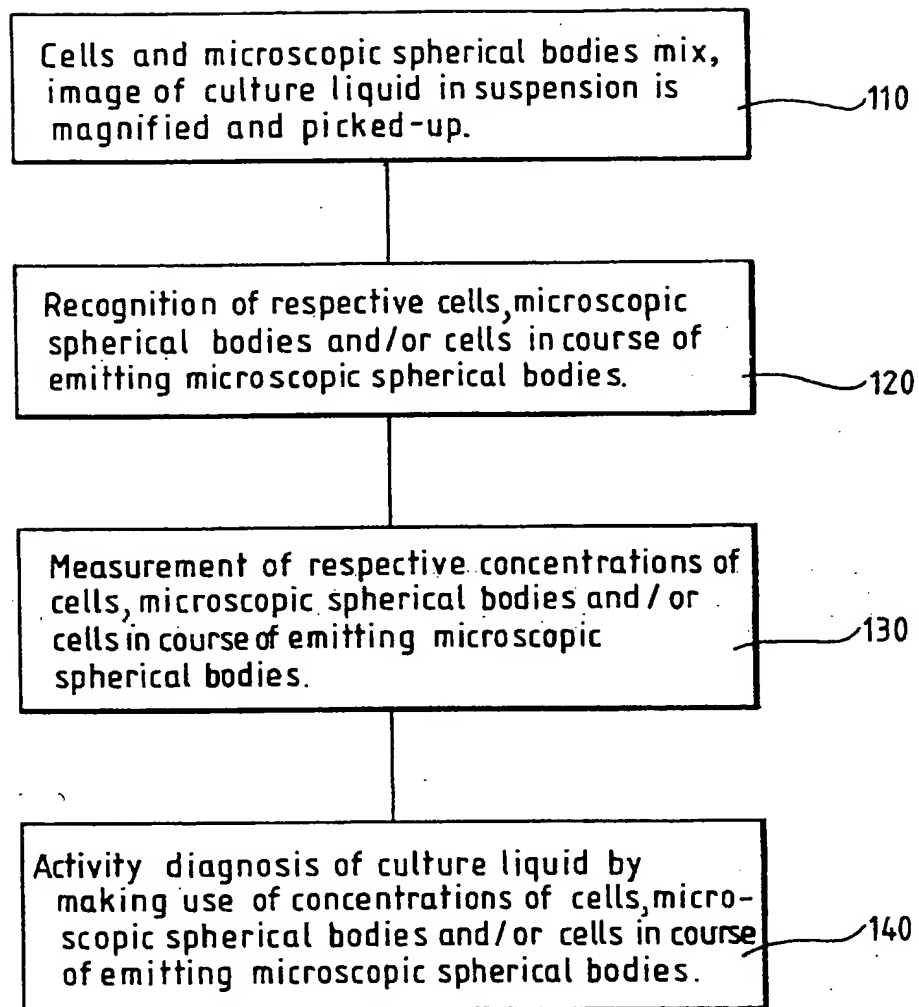 Cells and microscopic spherical bodies mix,
image of culture liquid in suspension is
magnified and picked-up.
110
Recognition of respective cells, microscopic
spherical bodies and/or cells in course of
emitting microscopic spherical bodies.
120
Measurement of respective concentrations of
cells, microscopic spherical bodies and/or
cells in course of emitting microscopic
spherical bodies.
130
Activity diagnosis of culture liquid by
making use of concentrations of cells, micro-
scopic spherical bodies and/or cells in course
of emitting microscopic spherical bodies.
140